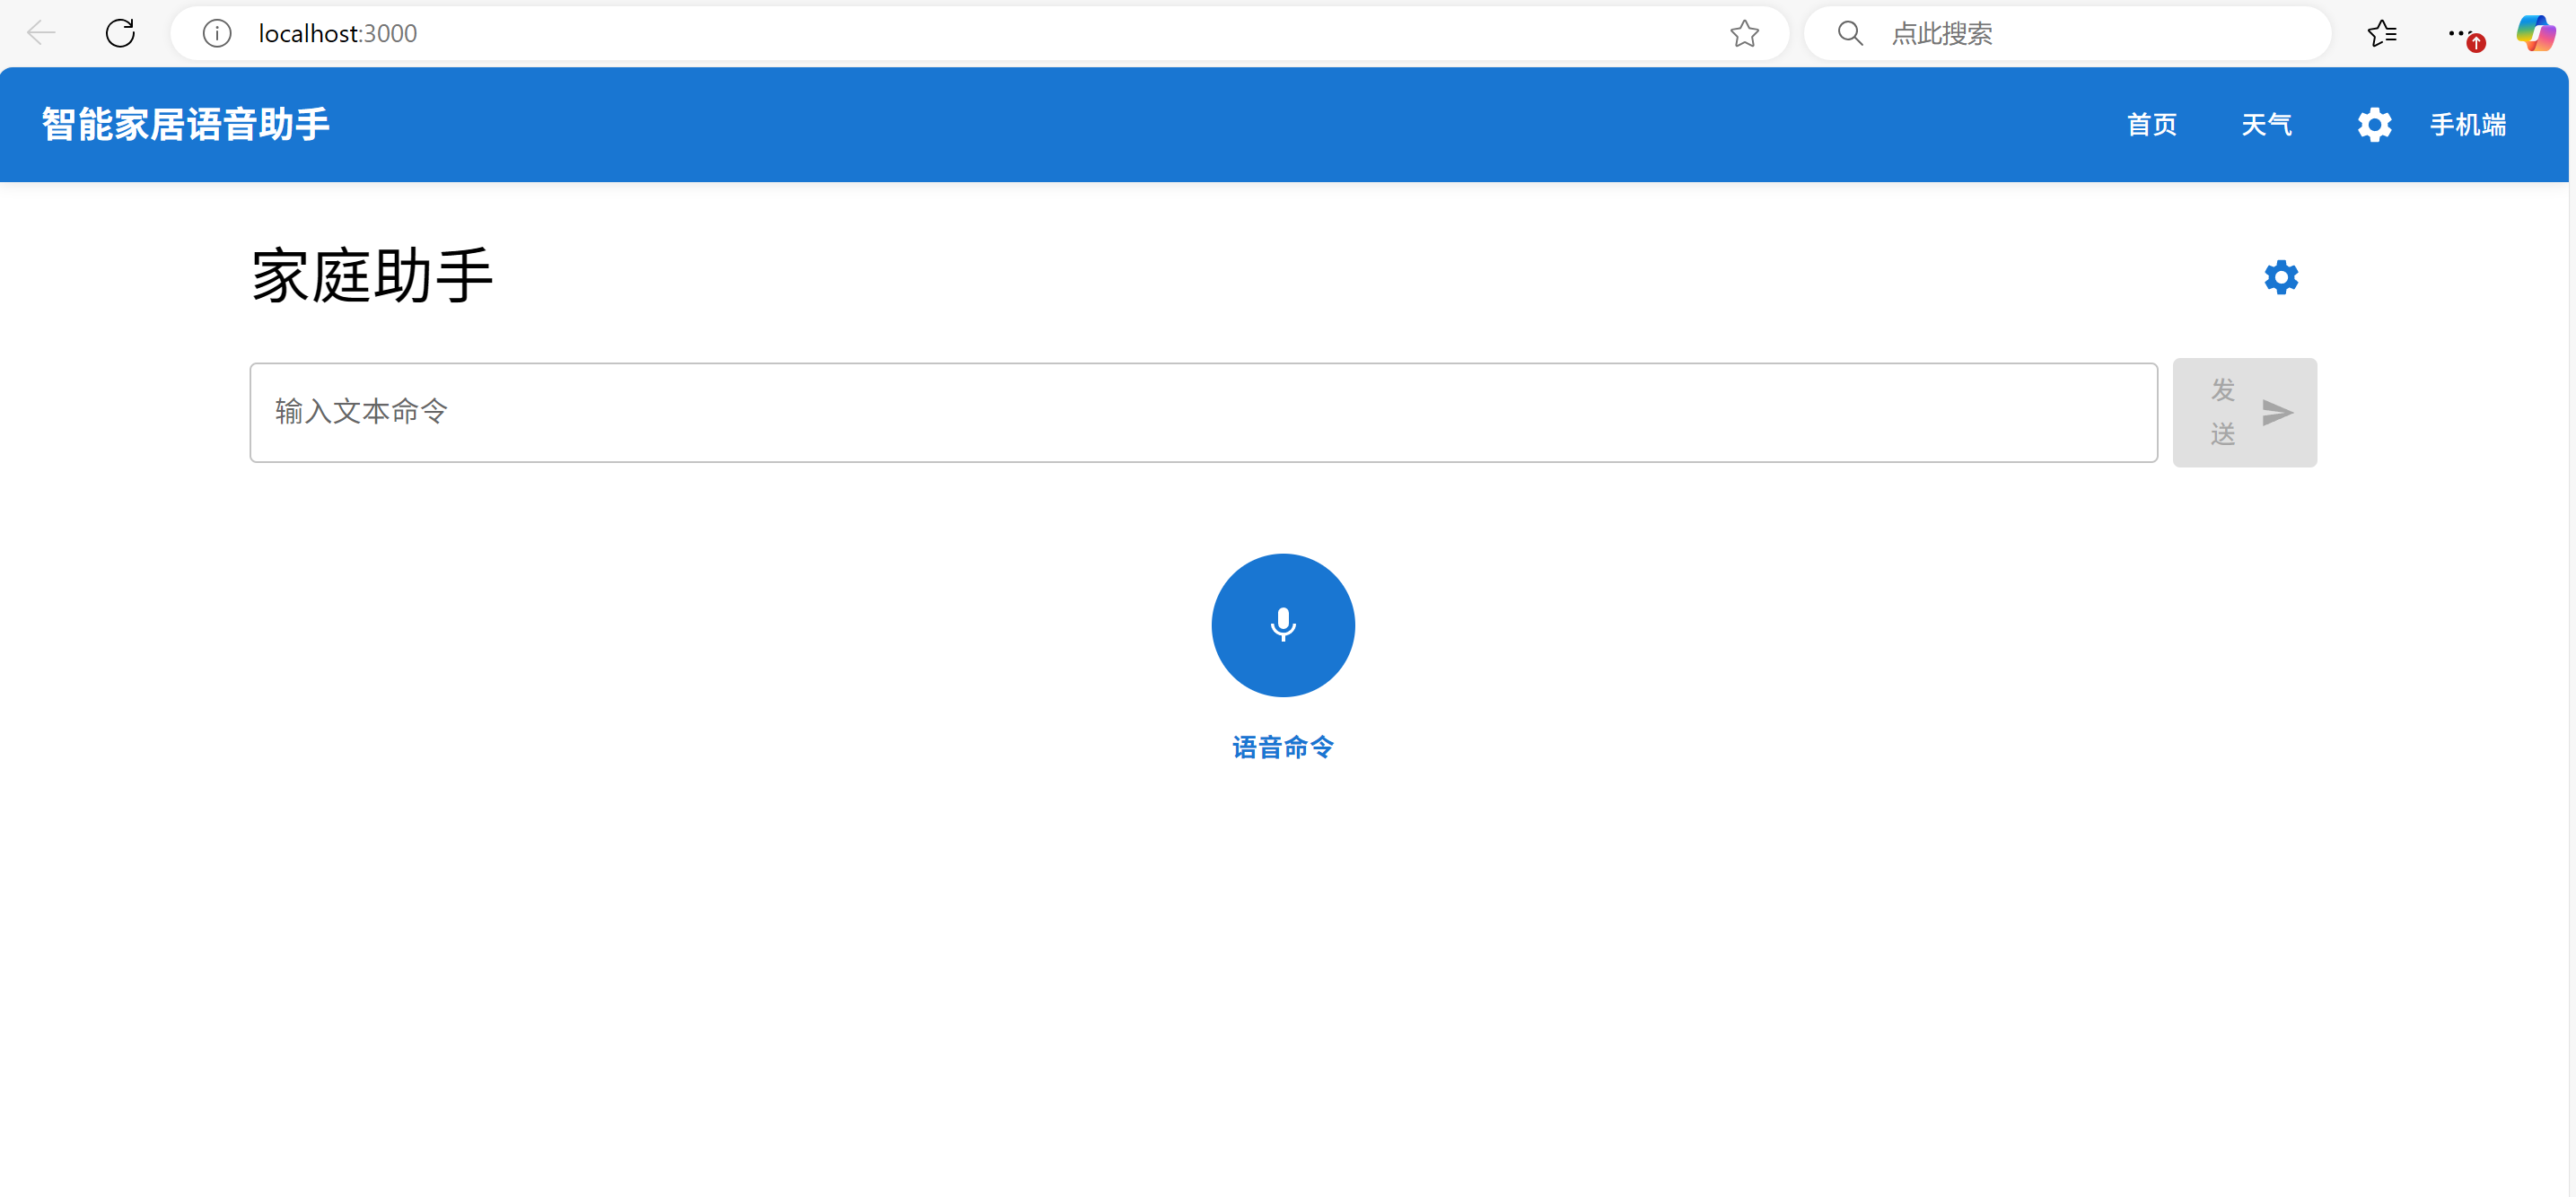 localhost:3000
点此搜索
智能家居语音助手
首页
天气
手机端
家庭助手
输入文本命令
发
送
语音命令